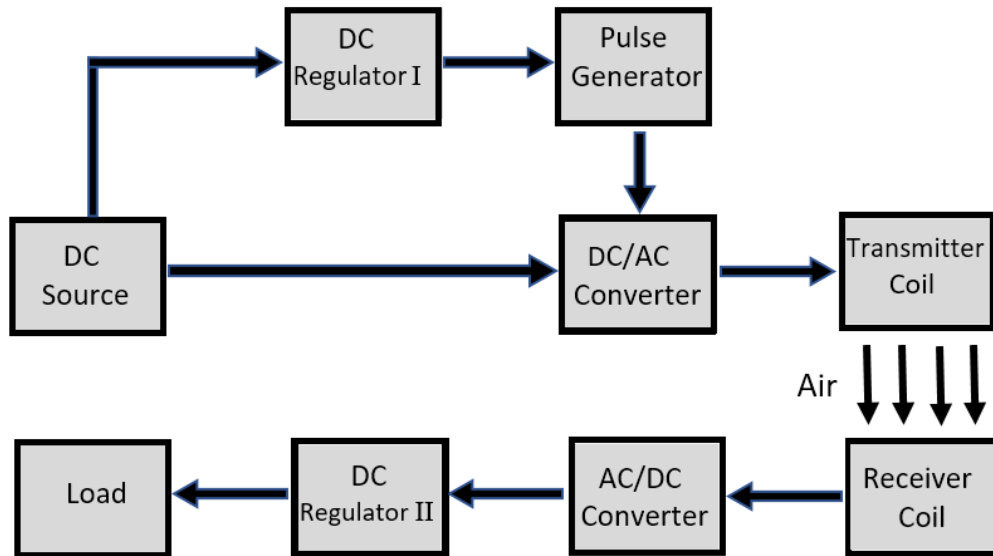 DC
Regulator I
Pulse
Generator
DC
Source
DC/AC
Converter
Transmitter
Coil
Air
Load
DC
Regulator II
AC/DC
Converter
Receiver
Coil